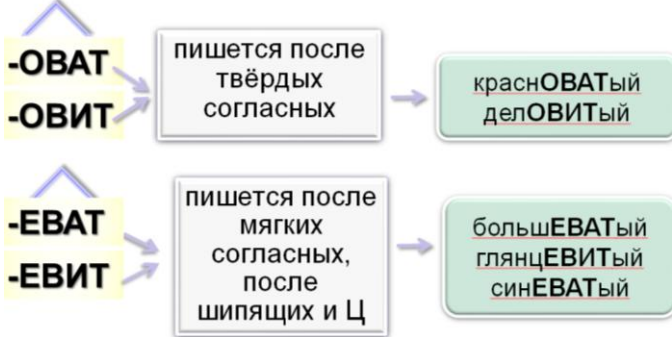 -ОВАТ
-ОВИТ
пишется после
твёрдых
согласных
краснОВАТый
делОВИТый
-ЕВАТ
-ЕВИТ
пишется после
мягких
согласных,
после
шипящих и Ц
большЕВАТый
глянцЕВИТый
синЕВАТый